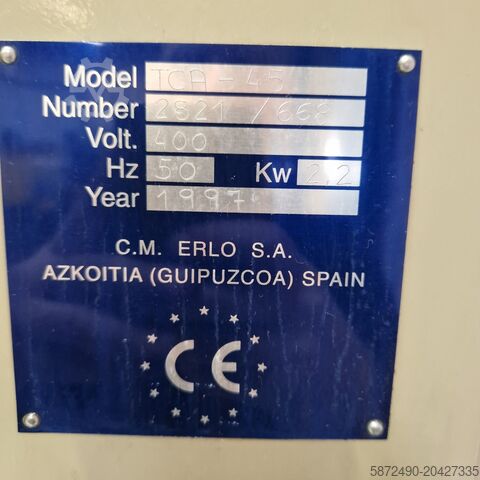 Model TCA - 45
Number 2821 / 668
Volt. 400
Hz 50 Kw 2,2
Year 1997
C.M. ERLO S.A.
AZKOITIA (GUIPUZCOA) SPAIN
CE
5872490-20427335